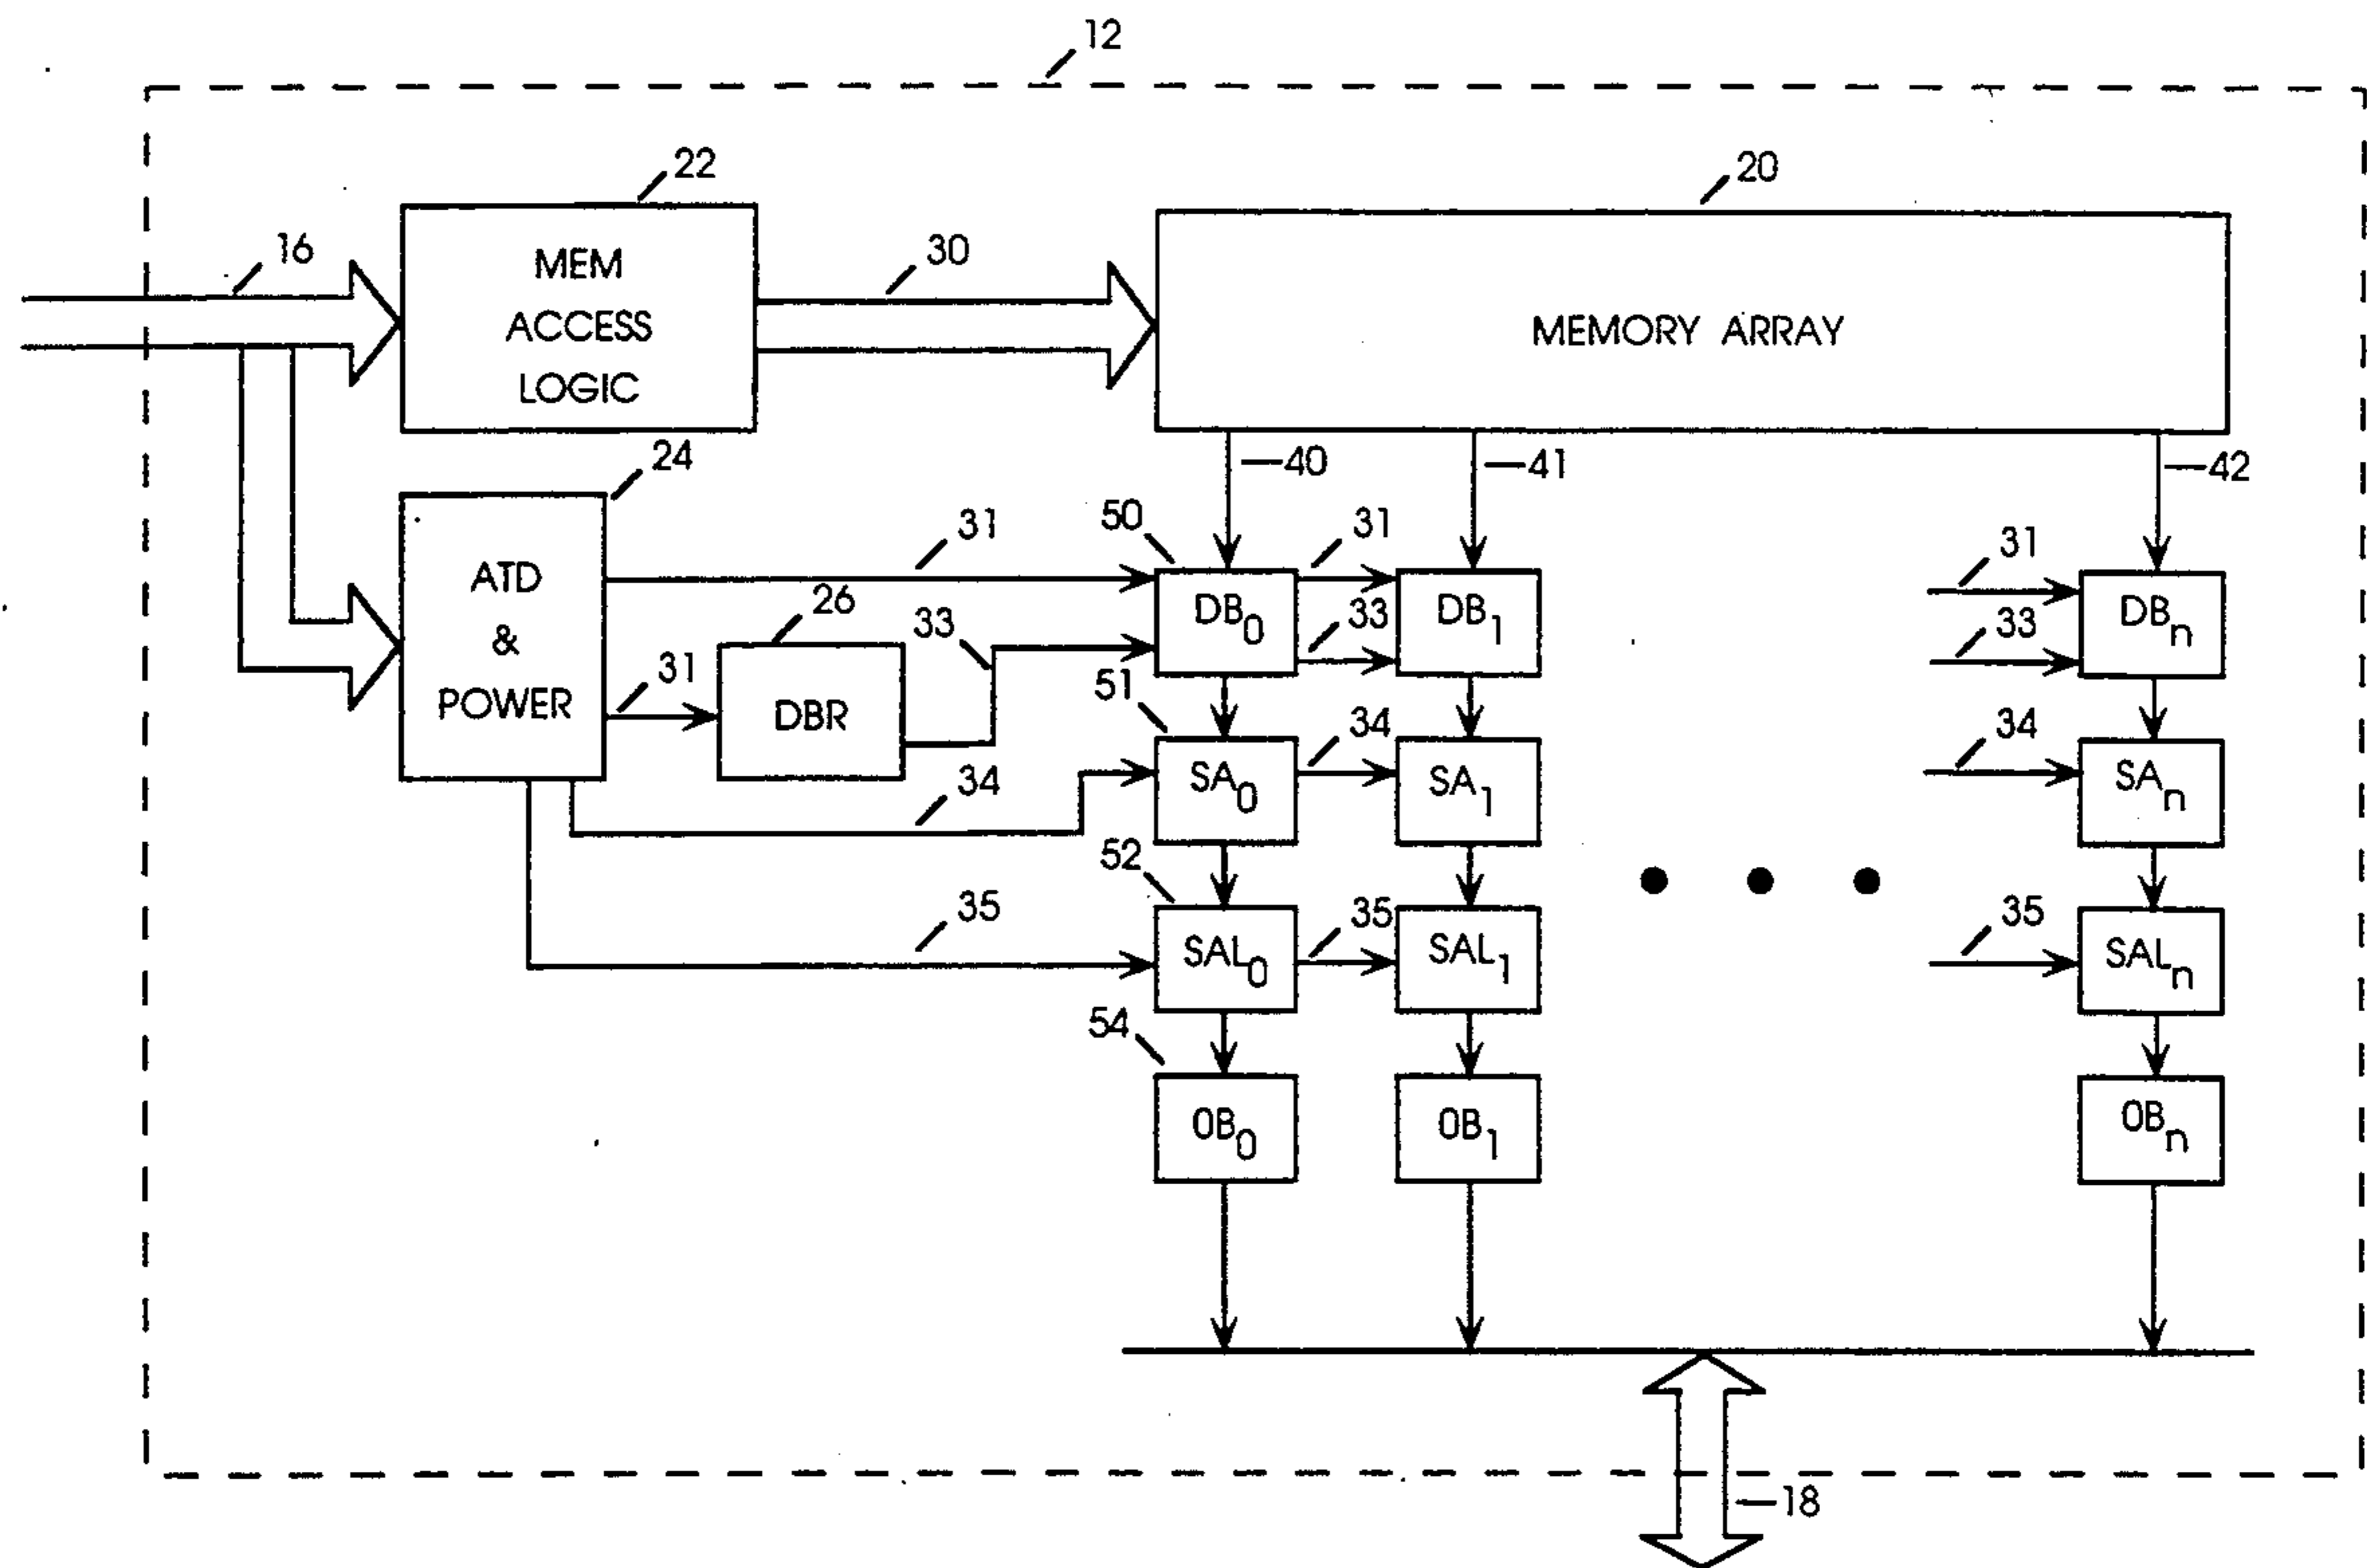 12
22
20
16
MEM
ACCESS
LOGIC
30
MEMORY ARRAY
24
40
41
42
ATD
&
POWER
31
50
31
31
DB0
DB1
DBn
26
33
33
33
31
DBR
51
34
34
34
SA0
SA1
SAn
52
35
35
35
SAL0
SAL1
SALn
54
OB0
OB1
OBn
18